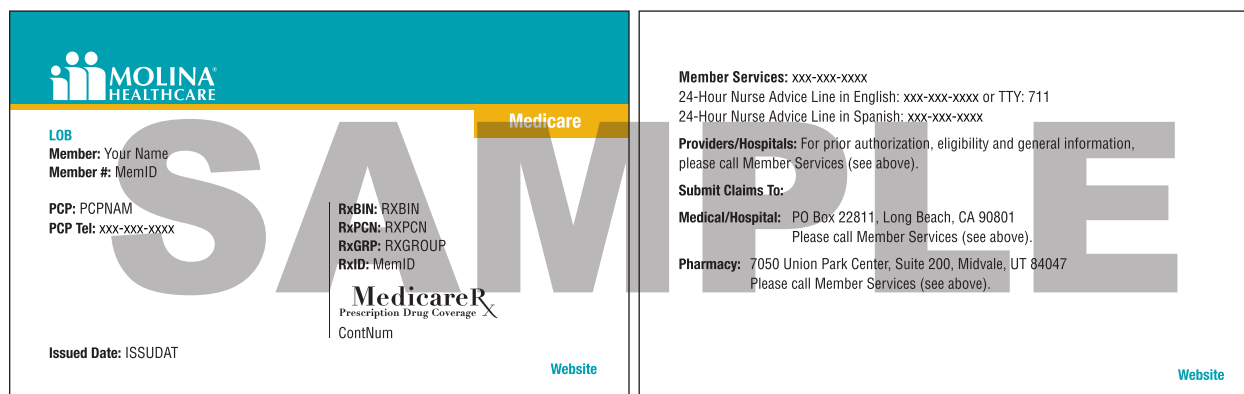 MOLINA®
HEALTHCARE
Medicare
LOB
Member: Your Name
Member #: MemID
PCP: PCPNAM
PCP Tel: xxx-xxx-xxxx
RxBIN: RXBIN
RxPCN: RXPCN
RxGRP: RXGROUP
RxID: MemID
MedicareRx
Prescription Drug Coverage
ContNum
Issued Date: ISSUDAT
Website
Member Services: xxx-xxx-xxxx
24-Hour Nurse Advice Line in English: xxx-xxx-xxxx or TTY: 711
24-Hour Nurse Advice Line in Spanish: xxx-xxx-xxxx
Providers/Hospitals: For prior authorization, eligibility and general information,
please call Member Services (see above).
Submit Claims To:
Medical/Hospital: PO Box 22811, Long Beach, CA 90801
Please call Member Services (see above).
Pharmacy: 7050 Union Park Center, Suite 200, Midvale, UT 84047
Please call Member Services (see above).
Website
SAMPLE